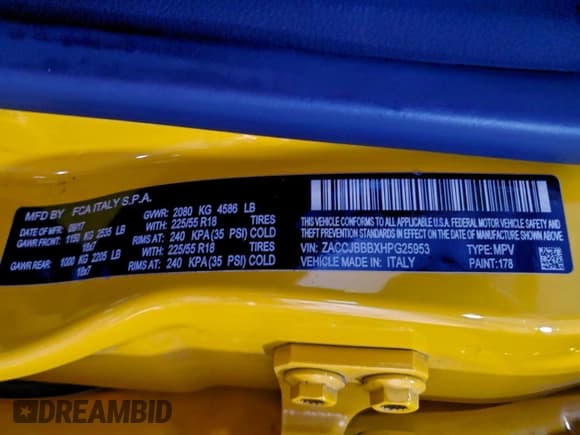 MFD BY FCA ITALY S.P.A.
DATE OF MFR: 09/17 GVWR: 2080 KG 4586 LB
GAWR FRONT: 1150 KG 2535 LB WITH: 225/55 R18 TIRES
18x7 RIMS AT: 240 KPA (35 PSI) COLD
GAWR REAR: 1000 KG 2205 LB WITH: 225/55 R18 TIRES
18x7 RIMS AT: 240 KPA (35 PSI) COLD
THIS VEHICLE CONFORMS TO ALL APPLICABLE U.S.A. FEDERAL MOTOR VEHICLE SAFETY
AND THEFT PREVENTION STANDARDS IN EFFECT ON THE DATE OF MANUFACTURE SHOWN ABOVE.
VIN: ZACCJBBBXHPG25953 TYPE: MPV
VEHICLE MADE IN: ITALY PAINT: 178
DREAMBID